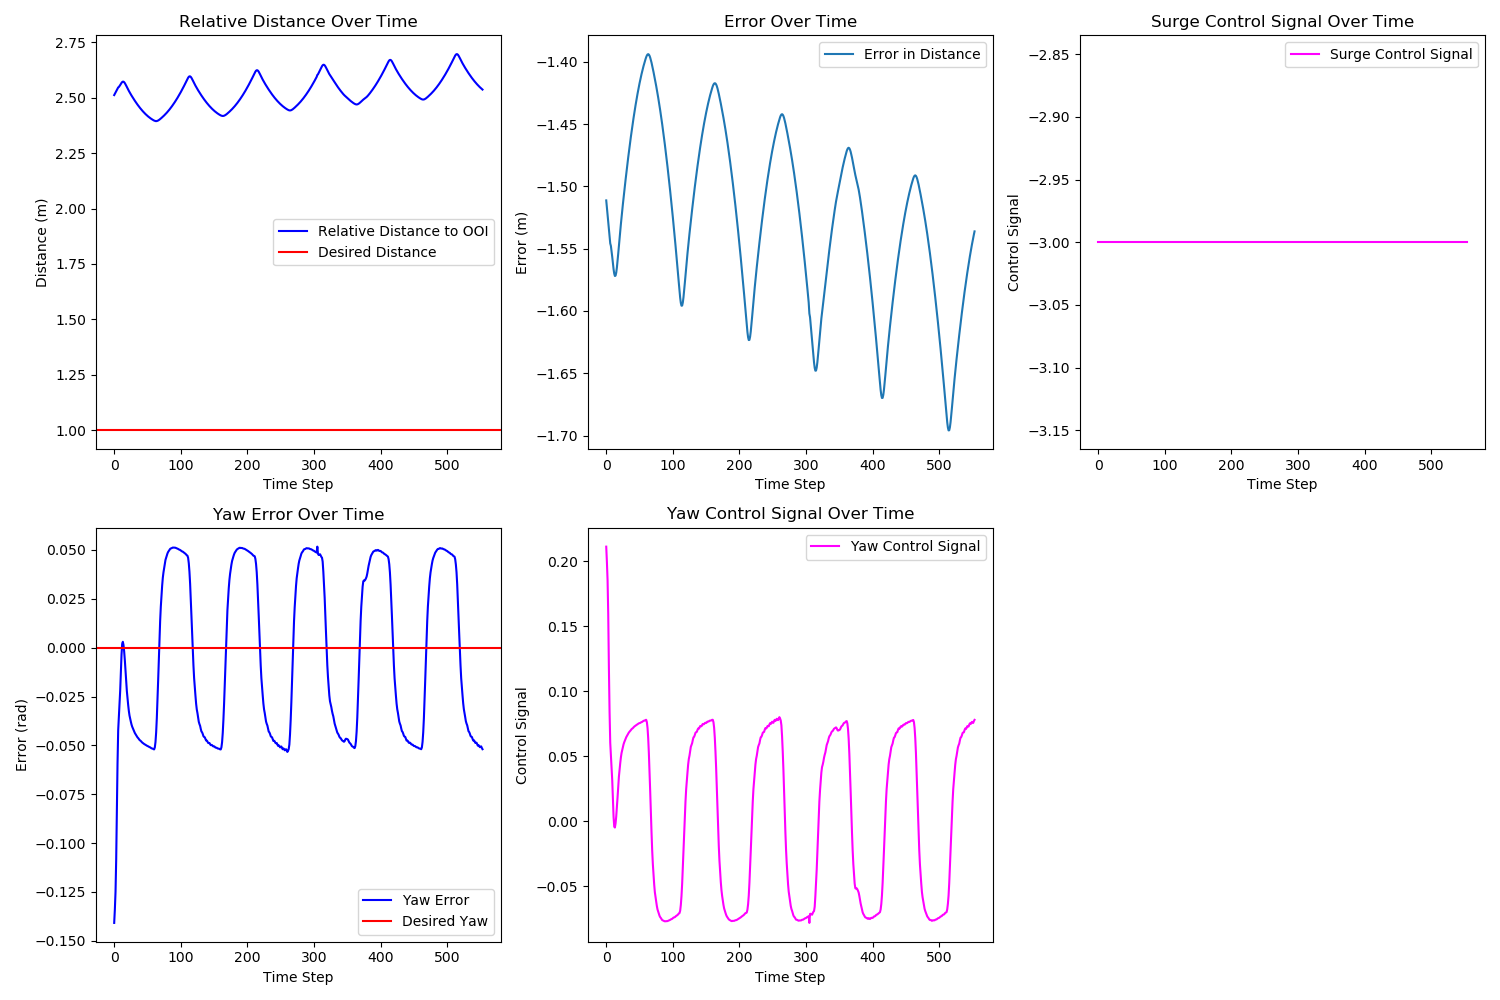 Relative Distance Over Time
2.75
2.50
2.25
2.00
1.75
1.50
1.25
1.00
Distance (m)
Relative Distance to OOI
Desired Distance
0 100 200 300 400 500
Time Step
Error Over Time
−1.40
−1.45
−1.50
−1.55
−1.60
−1.65
−1.70
Error (m)
Error in Distance
0 100 200 300 400 500
Time Step
Surge Control Signal Over Time
−2.85
−2.90
−2.95
−3.00
−3.05
−3.10
−3.15
Control Signal
Surge Control Signal
0 100 200 300 400 500
Time Step
Yaw Error Over Time
0.050
0.025
0.000
−0.025
−0.050
−0.075
−0.100
−0.125
−0.150
Error (rad)
Yaw Error
Desired Yaw
0 100 200 300 400 500
Time Step
Yaw Control Signal Over Time
0.20
0.15
0.10
0.05
0.00
−0.05
Control Signal
Yaw Control Signal
0 100 200 300 400 500
Time Step